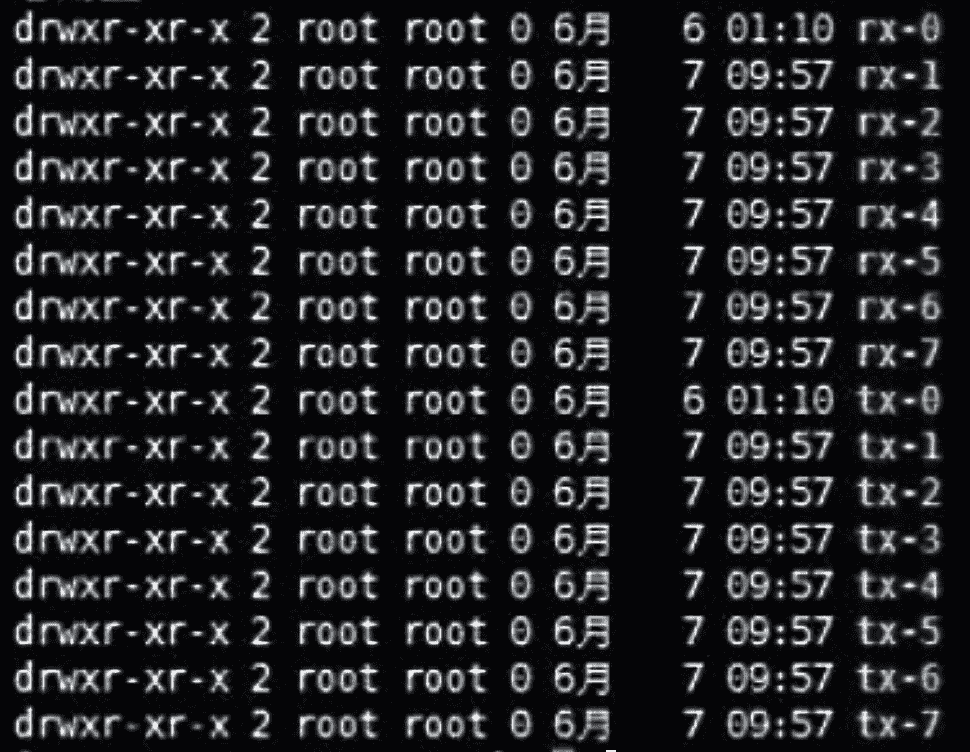 drwxr-xr-x 2 root root 0 6月 6 01:10 rx-0
drwxr-xr-x 2 root root 0 6月 7 09:57 rx-1
drwxr-xr-x 2 root root 0 6月 7 09:57 rx-2
drwxr-xr-x 2 root root 0 6月 7 09:57 rx-3
drwxr-xr-x 2 root root 0 6月 7 09:57 rx-4
drwxr-xr-x 2 root root 0 6月 7 09:57 rx-5
drwxr-xr-x 2 root root 0 6月 7 09:57 rx-6
drwxr-xr-x 2 root root 0 6月 7 09:57 rx-7
drwxr-xr-x 2 root root 0 6月 6 01:10 tx-0
drwxr-xr-x 2 root root 0 6月 7 09:57 tx-1
drwxr-xr-x 2 root root 0 6月 7 09:57 tx-2
drwxr-xr-x 2 root root 0 6月 7 09:57 tx-3
drwxr-xr-x 2 root root 0 6月 7 09:57 tx-4
drwxr-xr-x 2 root root 0 6月 7 09:57 tx-5
drwxr-xr-x 2 root root 0 6月 7 09:57 tx-6
drwxr-xr-x 2 root root 0 6月 7 09:57 tx-7